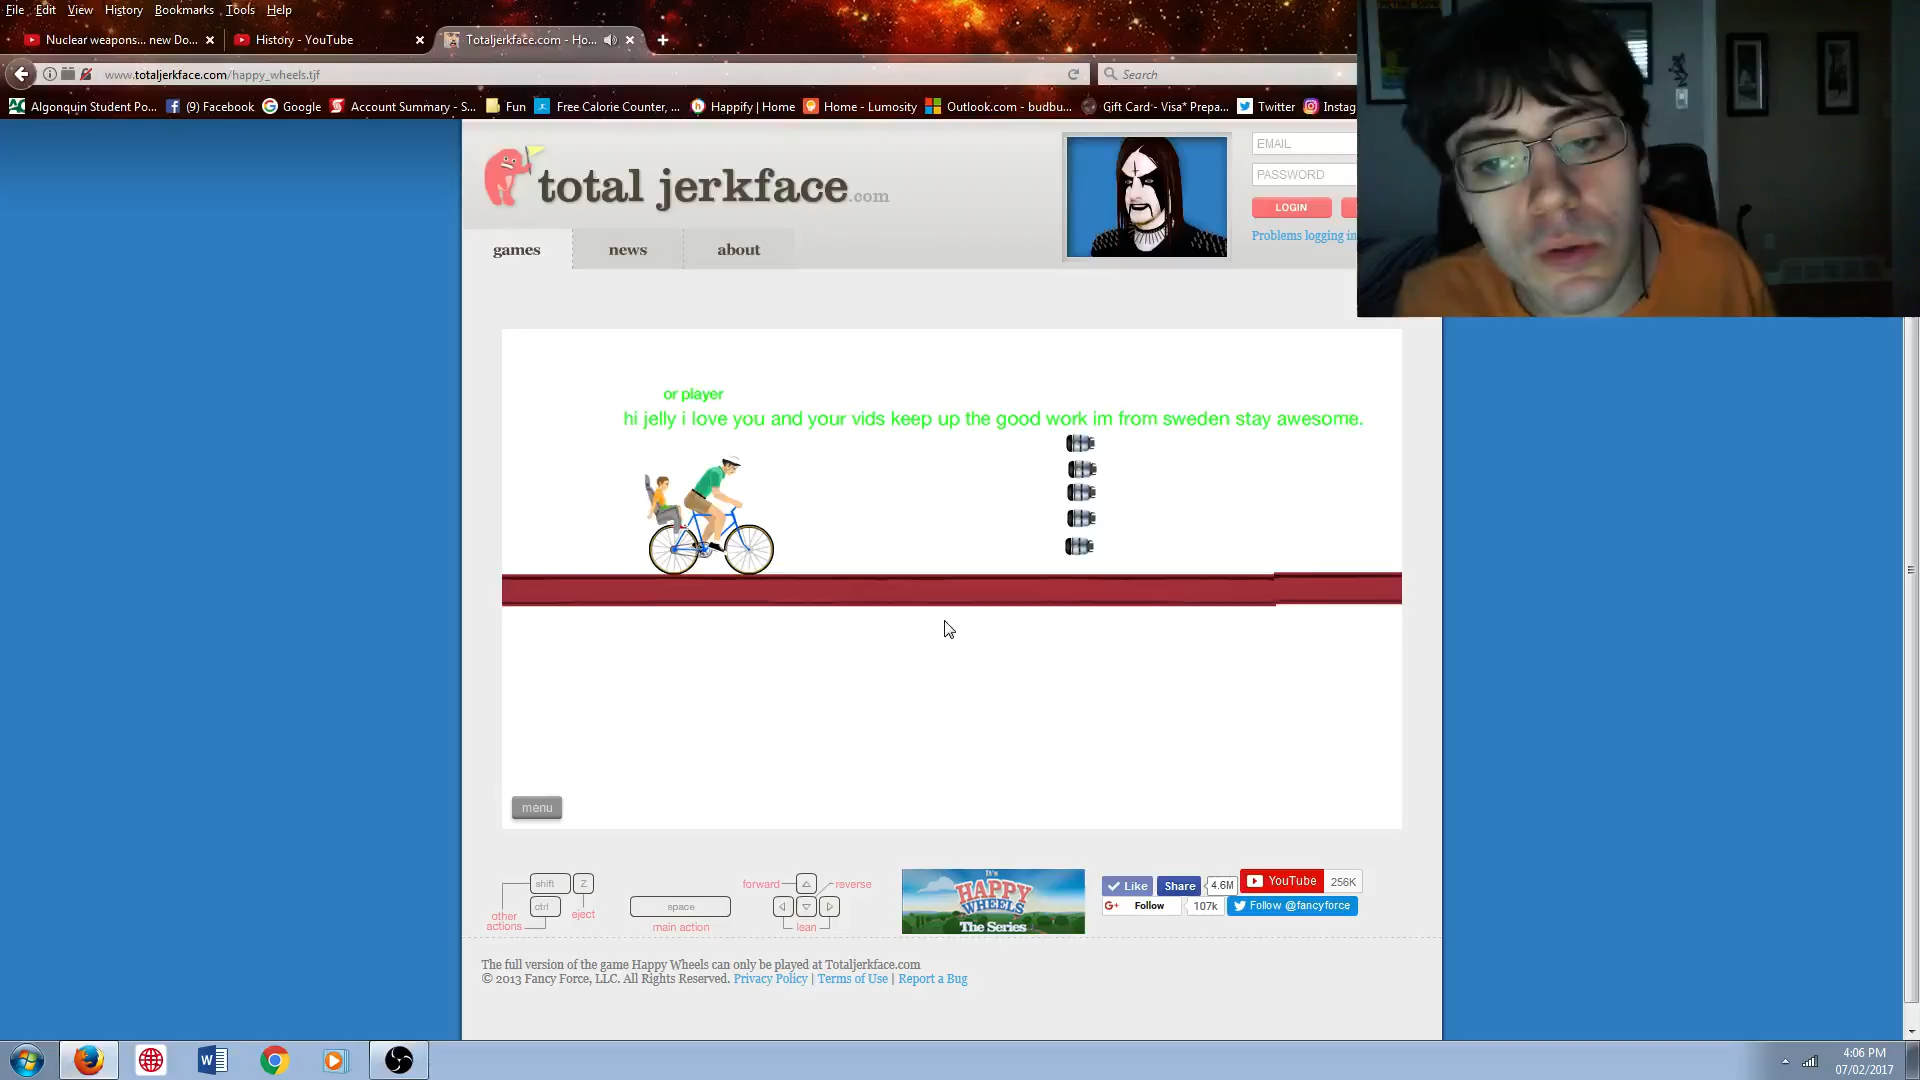 File Edit View History Bookmarks Tools Help
Nuclear weapons... new Do... × History - YouTube × Totaljerkface.com - Ho... × +
www.totaljerkface.com/happy_wheels.tjf Search
Algonquin Student Po... (9) Facebook Google Account Summary - S... Fun Free Calorie Counter, ... Happify | Home Home - Lumosity Outlook.com - budbu... Gift Card - Visa* Prepa... Twitter Instag
total jerkface.com
EMAIL
PASSWORD
LOGIN
Problems logging in
games news about
or player
hi jelly i love you and your vids keep up the good work im from sweden stay awesome.
menu
shift Z
ctrl
other actions
eject
space
main action
forward
reverse
lean
IT'S
HAPPY
WHEELS
The Series
Like Share 4.6M YouTube 256K
G+ Follow 107k Follow @fancyforce
The full version of the game Happy Wheels can only be played at Totaljerkface.com
© 2013 Fancy Force, LLC. All Rights Reserved. Privacy Policy | Terms of Use | Report a Bug
4:06 PM
07/02/2017